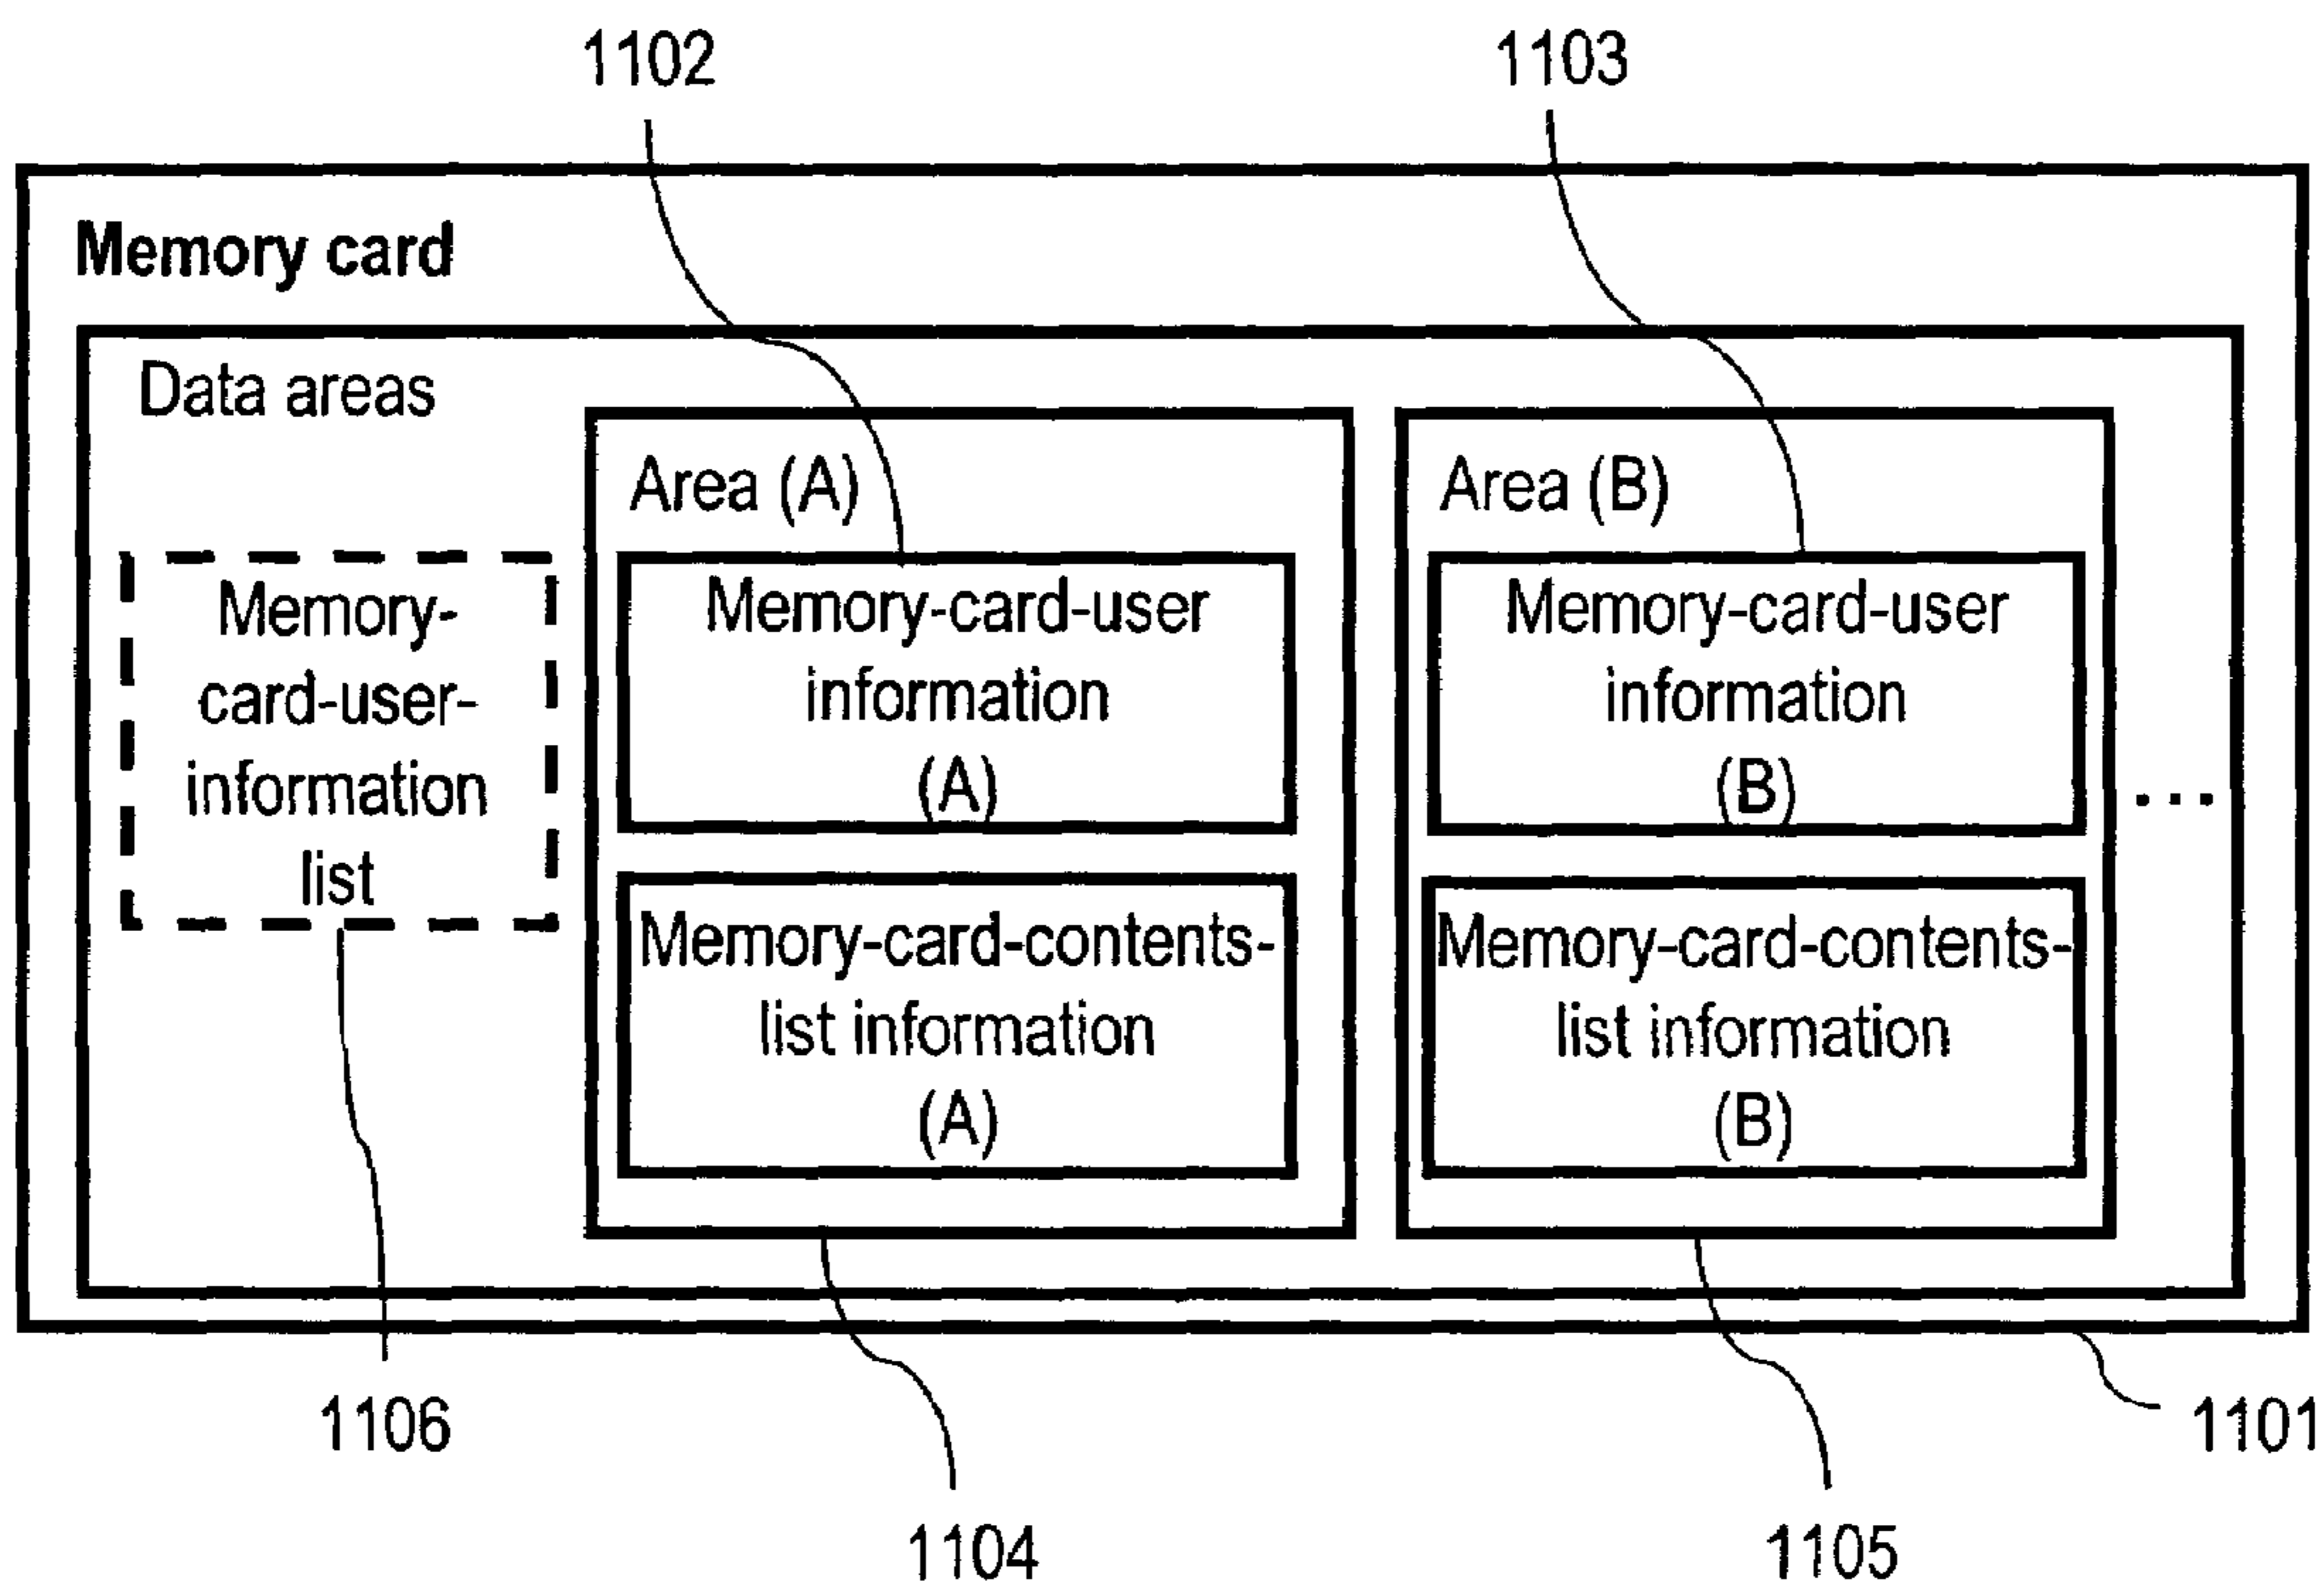 1102
1103
Memory card
Data areas
Area (A)
Area (B)
Memory-
card-user-
information
list
Memory-card-user
information
(A)
Memory-card-contents-
list information
(A)
Memory-card-user
information
(B)
Memory-card-contents-
list information
(B)
...
1106
1104
1105
1101